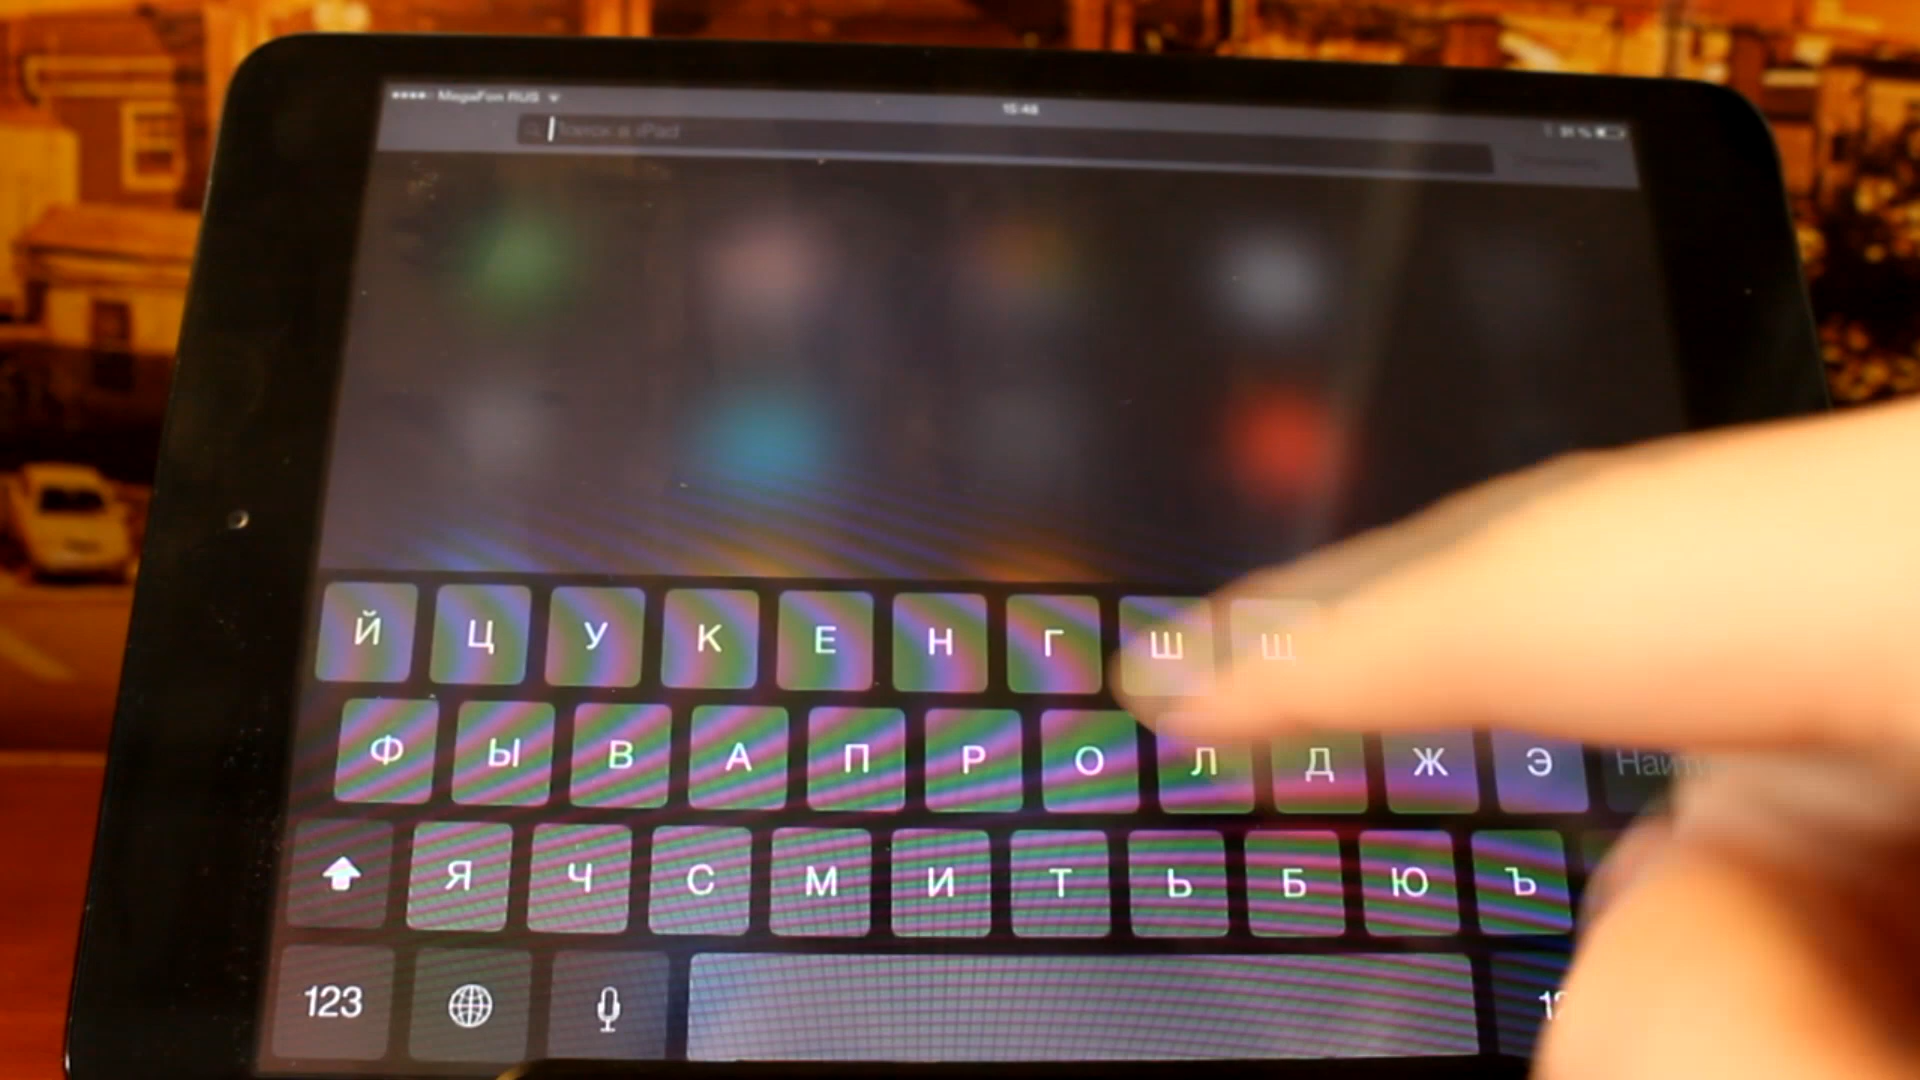 MegaFon RUS
15:48
Поиск в iPad
Й Ц У К Е Н Г Ш Щ
Ф Ы В А П Р О Л Д Ж Э Найти
Я Ч С М И Т Ь Б Ю Ъ
123